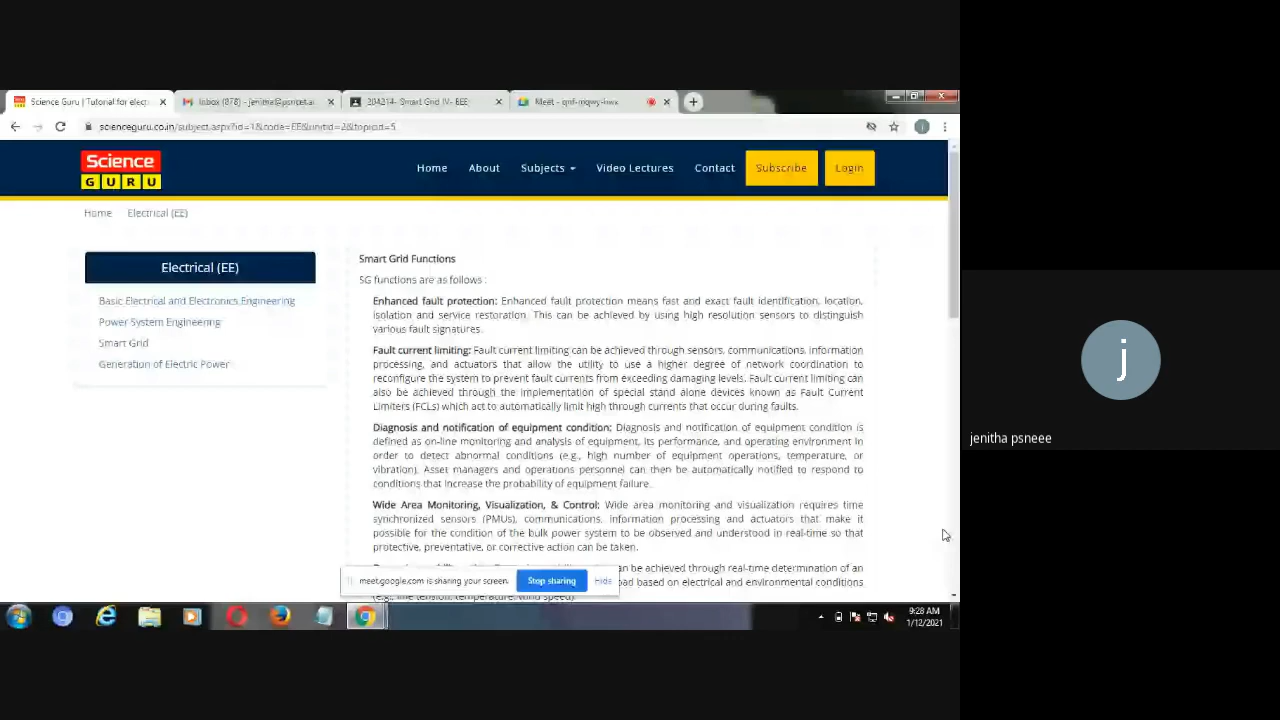 Science Guru | Tutorial for elect
Inbox (878) - jenitha@psncet.ac
204214- Smart Grid IV- EEE
Meet - qnf-mqwy-
scienceguru.co.in/subject.aspx?id=1&code=EE&unitid=2&topicid=5
Science
GURU
Home About Subjects Video Lectures Contact Subscribe Login
Home Electrical (EE)
Electrical (EE)
Basic Electrical and Electronics Engineering
Power System Engineering
Smart Grid
Generation of Electric Power
Smart Grid Functions
SG functions are as follows :
Enhanced fault protection: Enhanced fault protection means fast and exact fault identification, location,
isolation and service restoration. This can be achieved by using high resolution sensors to distinguish
various fault signatures.
Fault current limiting: Fault current limiting can be achieved through sensors, communications, information
processing, and actuators that allow the utility to use a higher degree of network coordination to
reconfigure the system to prevent fault currents from exceeding damaging levels. Fault current limiting can
also be achieved through the implementation of special stand alone devices known as Fault Current
Limiters (FCLs) which act to automatically limit high through currents that occur during faults.
Diagnosis and notification of equipment condition: Diagnosis and notification of equipment condition is
defined as on-line monitoring and analysis of equipment, its performance, and operating environment in
order to detect abnormal conditions (e.g., high number of equipment operations, temperature, or
vibration). Asset managers and operations personnel can then be automatically notified to respond to
conditions that increase the probability of equipment failure.
Wide Area Monitoring, Visualization, & Control: Wide area monitoring and visualization requires time
synchronized sensors (PMUs), communications, information processing and actuators that make it
possible for the condition of the bulk power system to be observed and understood in real-time so that
protective, preventative, or corrective action can be taken.
can be achieved through real-time determination of an
based on electrical and environmental conditions
(e.g., line tension, temperature, wind speed).
meet.google.com is sharing your screen.
Stop sharing
Hide
9:28 AM
1/12/2021
j
jenitha psneee